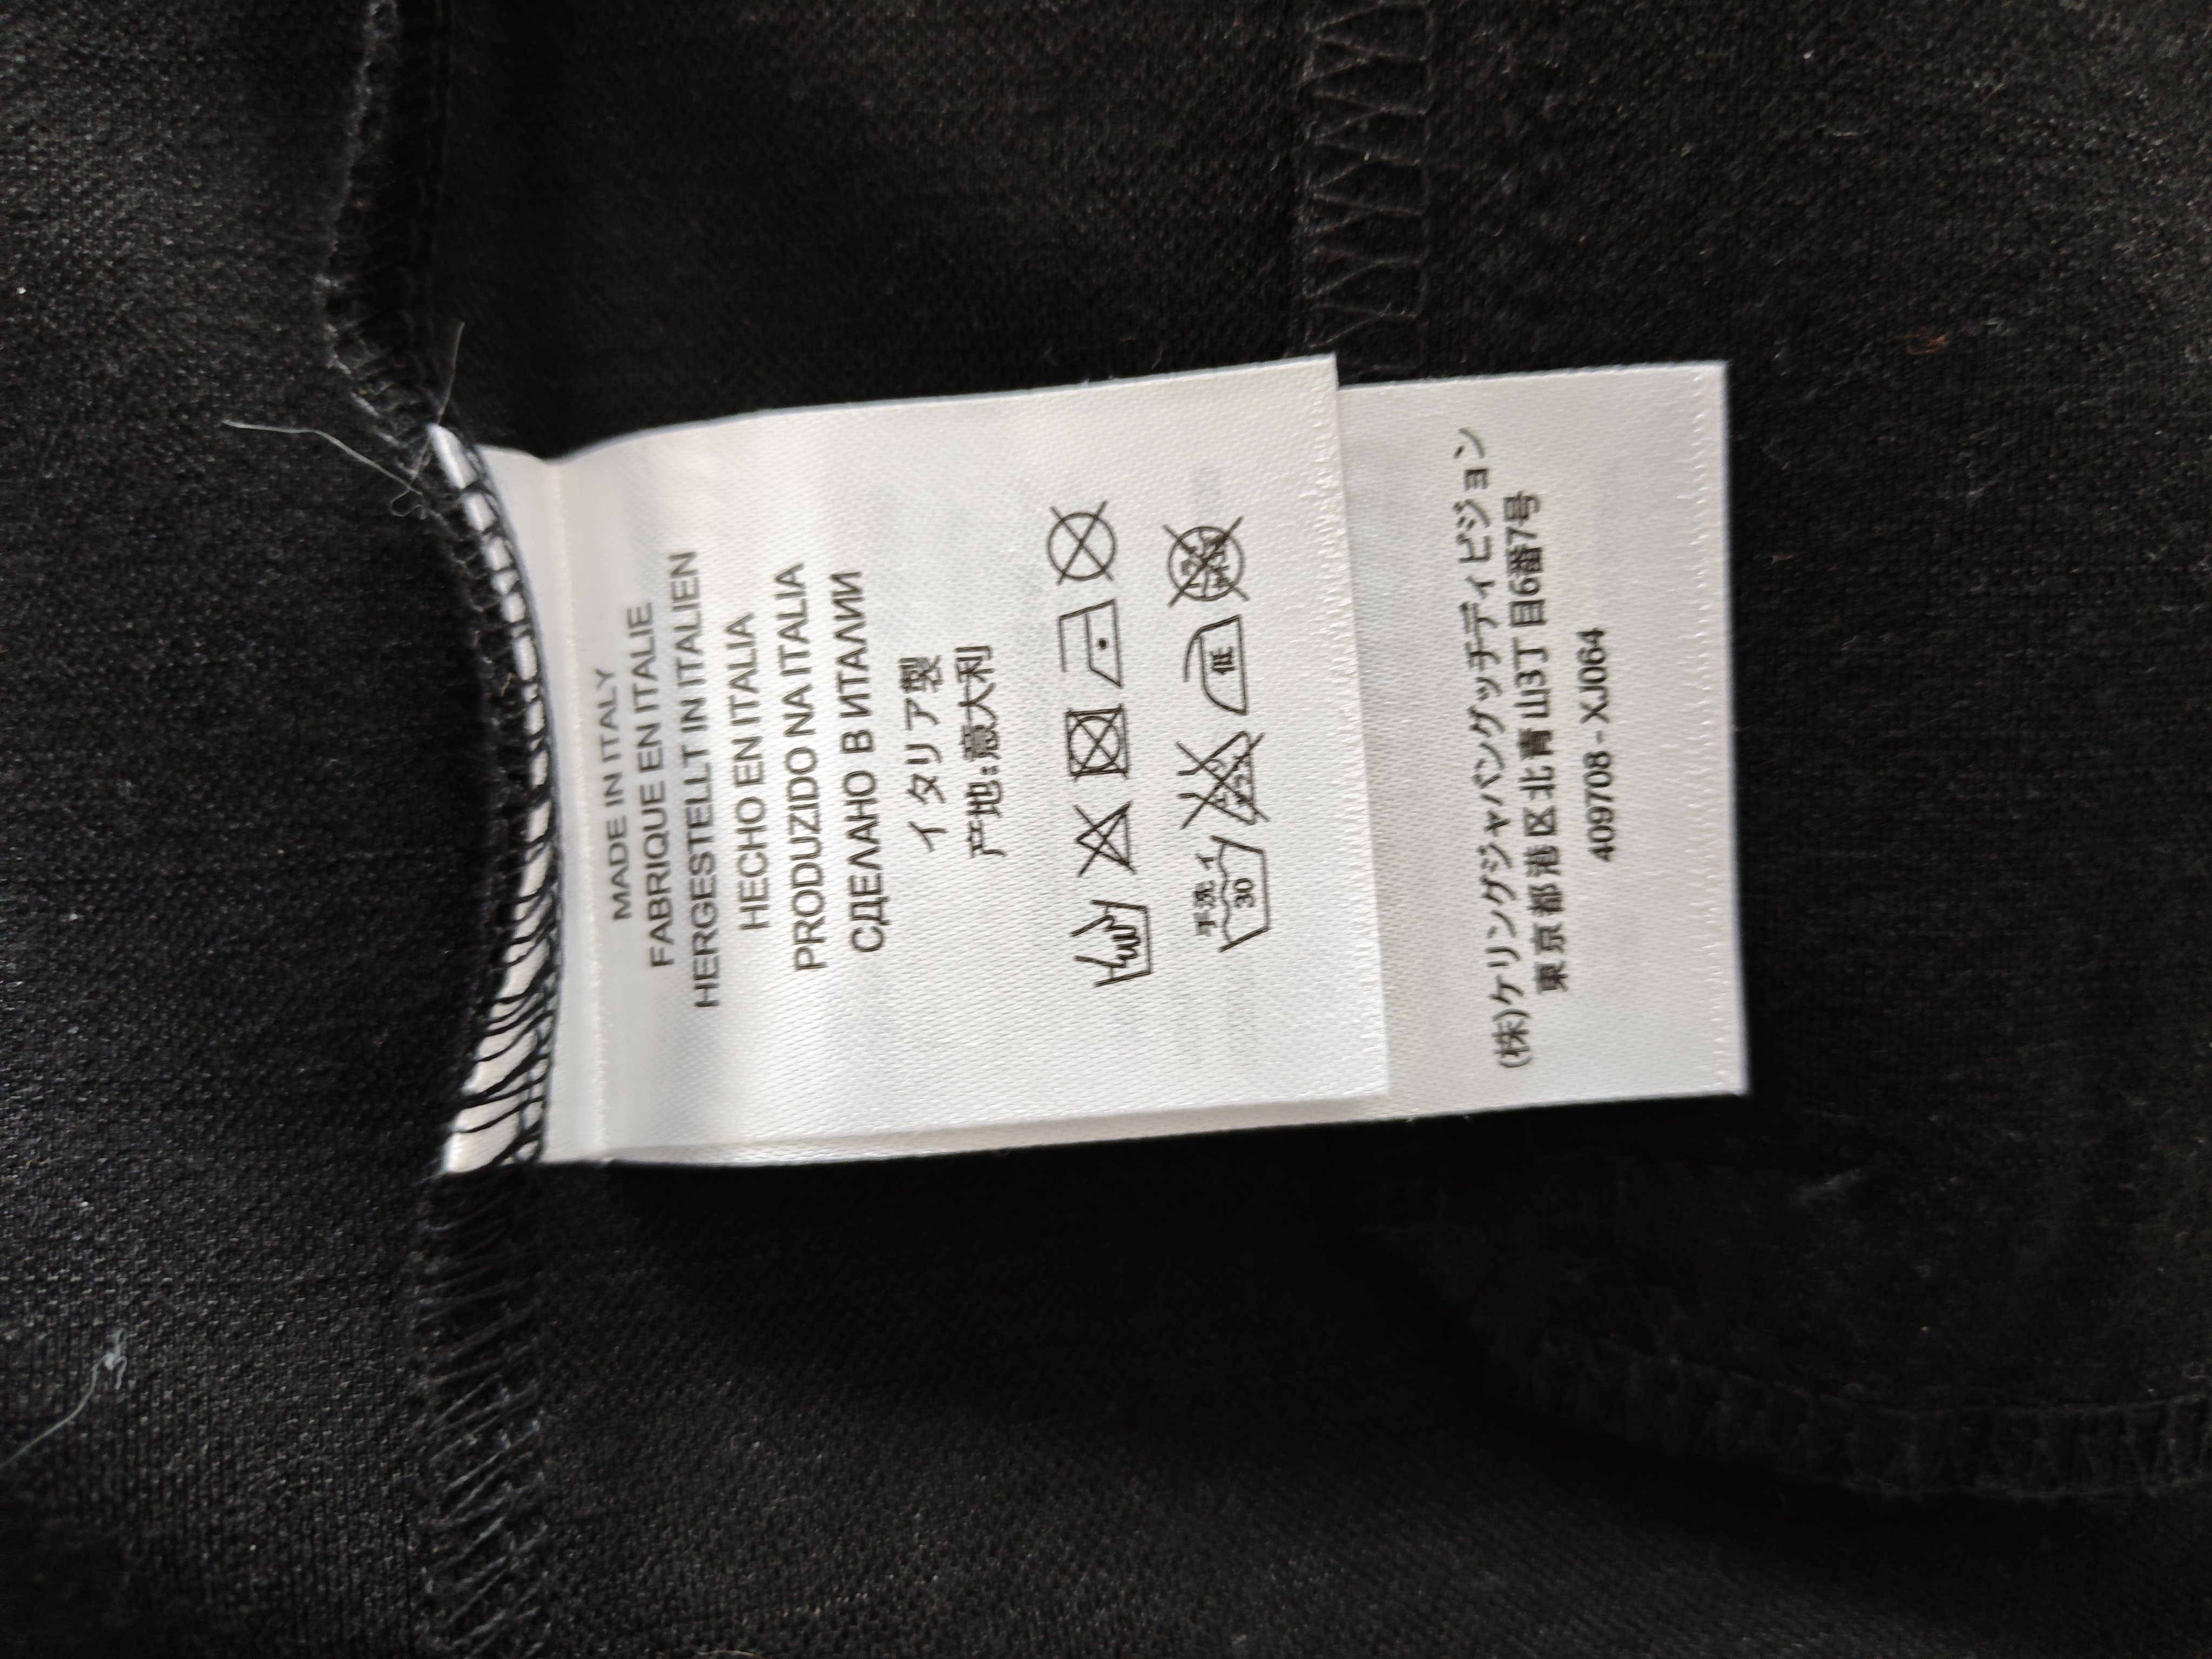 MADE IN ITALY
FABRIQUE EN ITALIE
HERGESTELLT IN ITALIEN
HECHO EN ITALIA
PRODUZIDO NA ITALIA
СДЕЛАНО В ИТАЛИИ
イタリア製
产地:意大利
手洗イ
30
低
(株)ケリングジャパングッチディビジョン
東京都港区北青山3丁目6番7号
409708 - XJ064